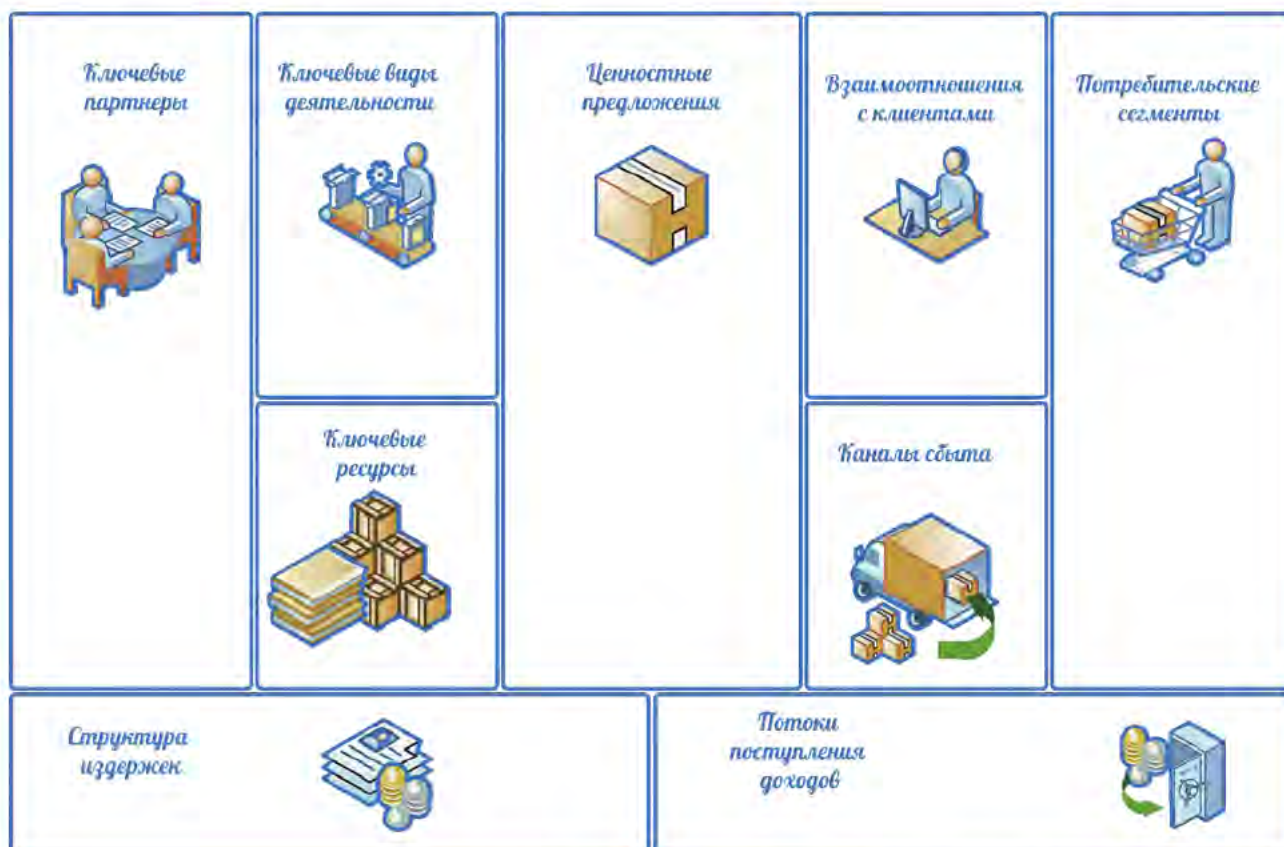 Ключевые
партнеры
Ключевые виды
деятельности
Ценностные
предложения
Взаимоотношения
с клиентами
Потребительские
сегменты
Ключевые
ресурсы
Каналы сбыта
Структура
издержек
Потоки
поступления
доходов